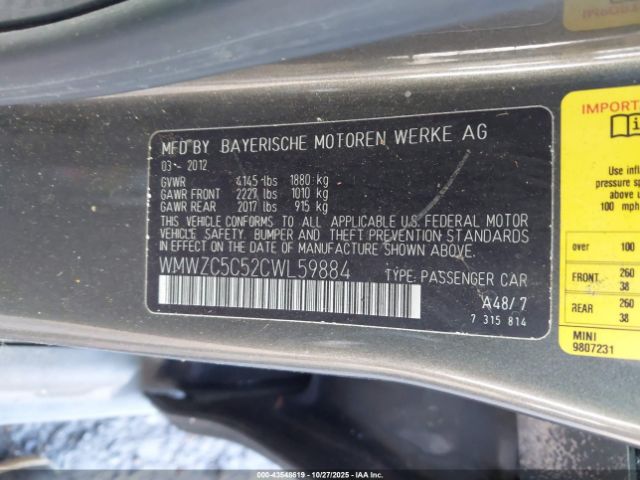 MFD BY BAYERISCHE MOTOREN WERKE AG
03 - 2012
GVWR 4145 lbs 1880 kg
GAWR FRONT 2227 lbs 1010 kg
GAWR REAR 2017 lbs 915 kg
THIS VEHICLE CONFORMS TO ALL APPLICABLE U.S. FEDERAL MOTOR
VEHICLE SAFETY, BUMPER AND THEFT PREVENTION STANDARDS
IN EFFECT ON THE DATE OF MANUFACTURE SHOWN ABOVE.
WMWZC5C52CWL59884 TYPE: PASSENGER CAR
A48/7
7 315 814
IMPORT
Use infl
pressure sp
above
100 mph
over 100
FRONT 260
38
REAR 260
38
MINI
9807231
000-43548619 10/27/2025 Copart IAA